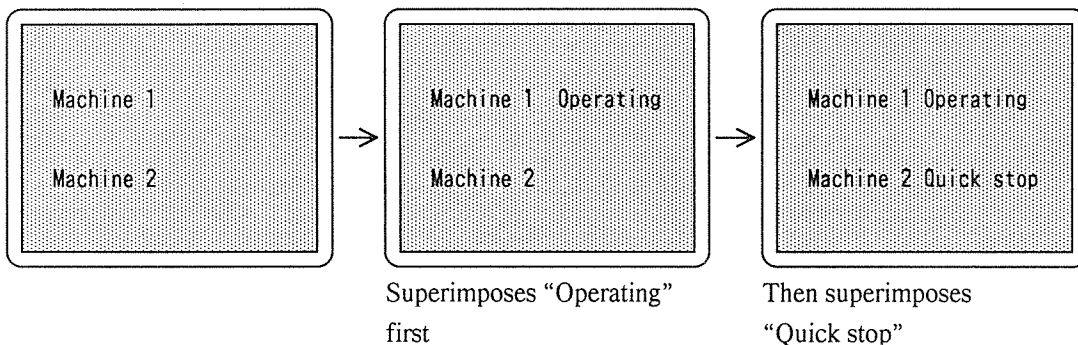 Machine 1
Machine 2
Machine 1 Operating
Machine 2
Machine 1 Operating
Machine 2 Quick stop
Superimposes “Operating”
first
Then superimposes
“Quick stop”